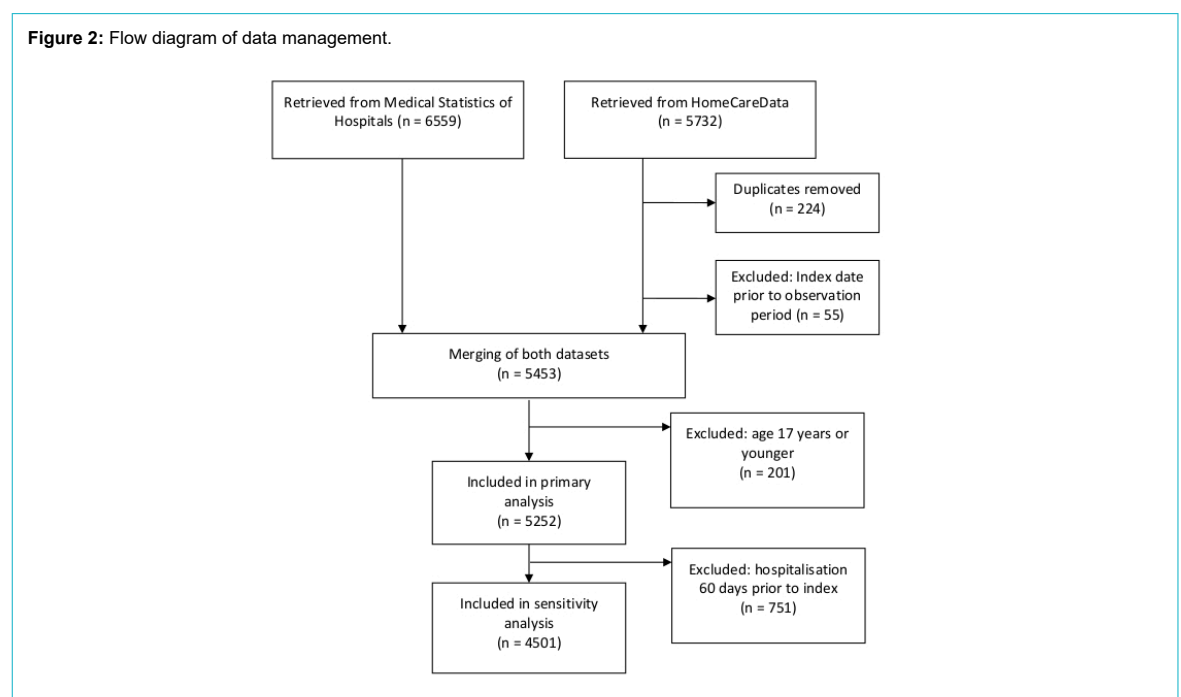 Figure 2: Flow diagram of data management.
Retrieved from Medical Statistics of
Hospitals (n = 6559)
Retrieved from HomeCareData
(n = 5732)
Duplicates removed
(n = 224)
Excluded: Index date
prior to observation
period (n = 55)
Merging of both datasets
(n = 5453)
Excluded: age 17 years or
younger
(n = 201)
Included in primary
analysis
(n = 5252)
Excluded: hospitalisation
60 days prior to index
(n = 751)
Included in sensitivity
analysis
(n = 4501)